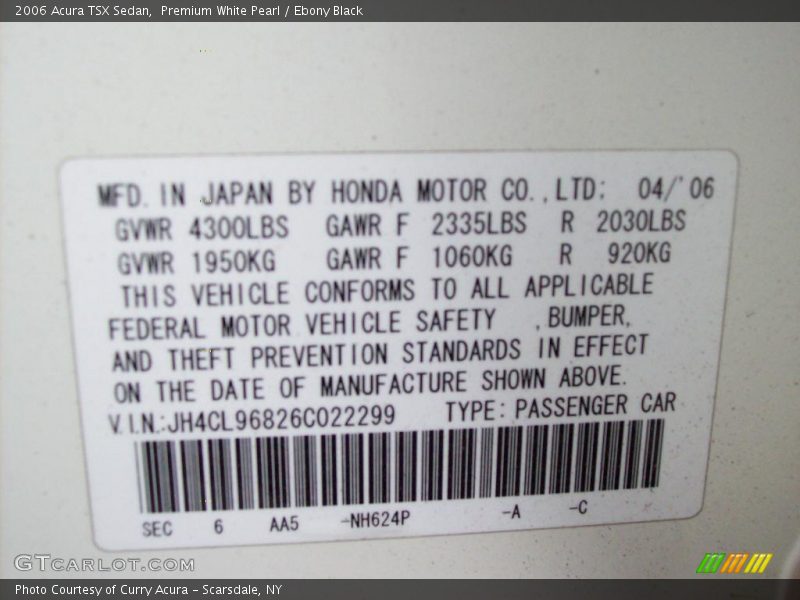 2006 Acura TSX Sedan,  Premium White Pearl / Ebony Black
MFD. IN JAPAN BY HONDA MOTOR CO., LTD: 04/'06
GVWR 4300LBS GAWR F 2335LBS R 2030LBS
GVWR 1950KG GAWR F 1060KG R 920KG
THIS VEHICLE CONFORMS TO ALL APPLICABLE
FEDERAL MOTOR VEHICLE SAFETY , BUMPER,
AND THEFT PREVENTION STANDARDS IN EFFECT
ON THE DATE OF MANUFACTURE SHOWN ABOVE.
V.I.N.:JH4CL96826C022299 TYPE: PASSENGER CAR
SEC 6 AA5 -NH624P -A -C
GTCARLOT.COM
Photo Courtesy of Curry Acura - Scarsdale, NY